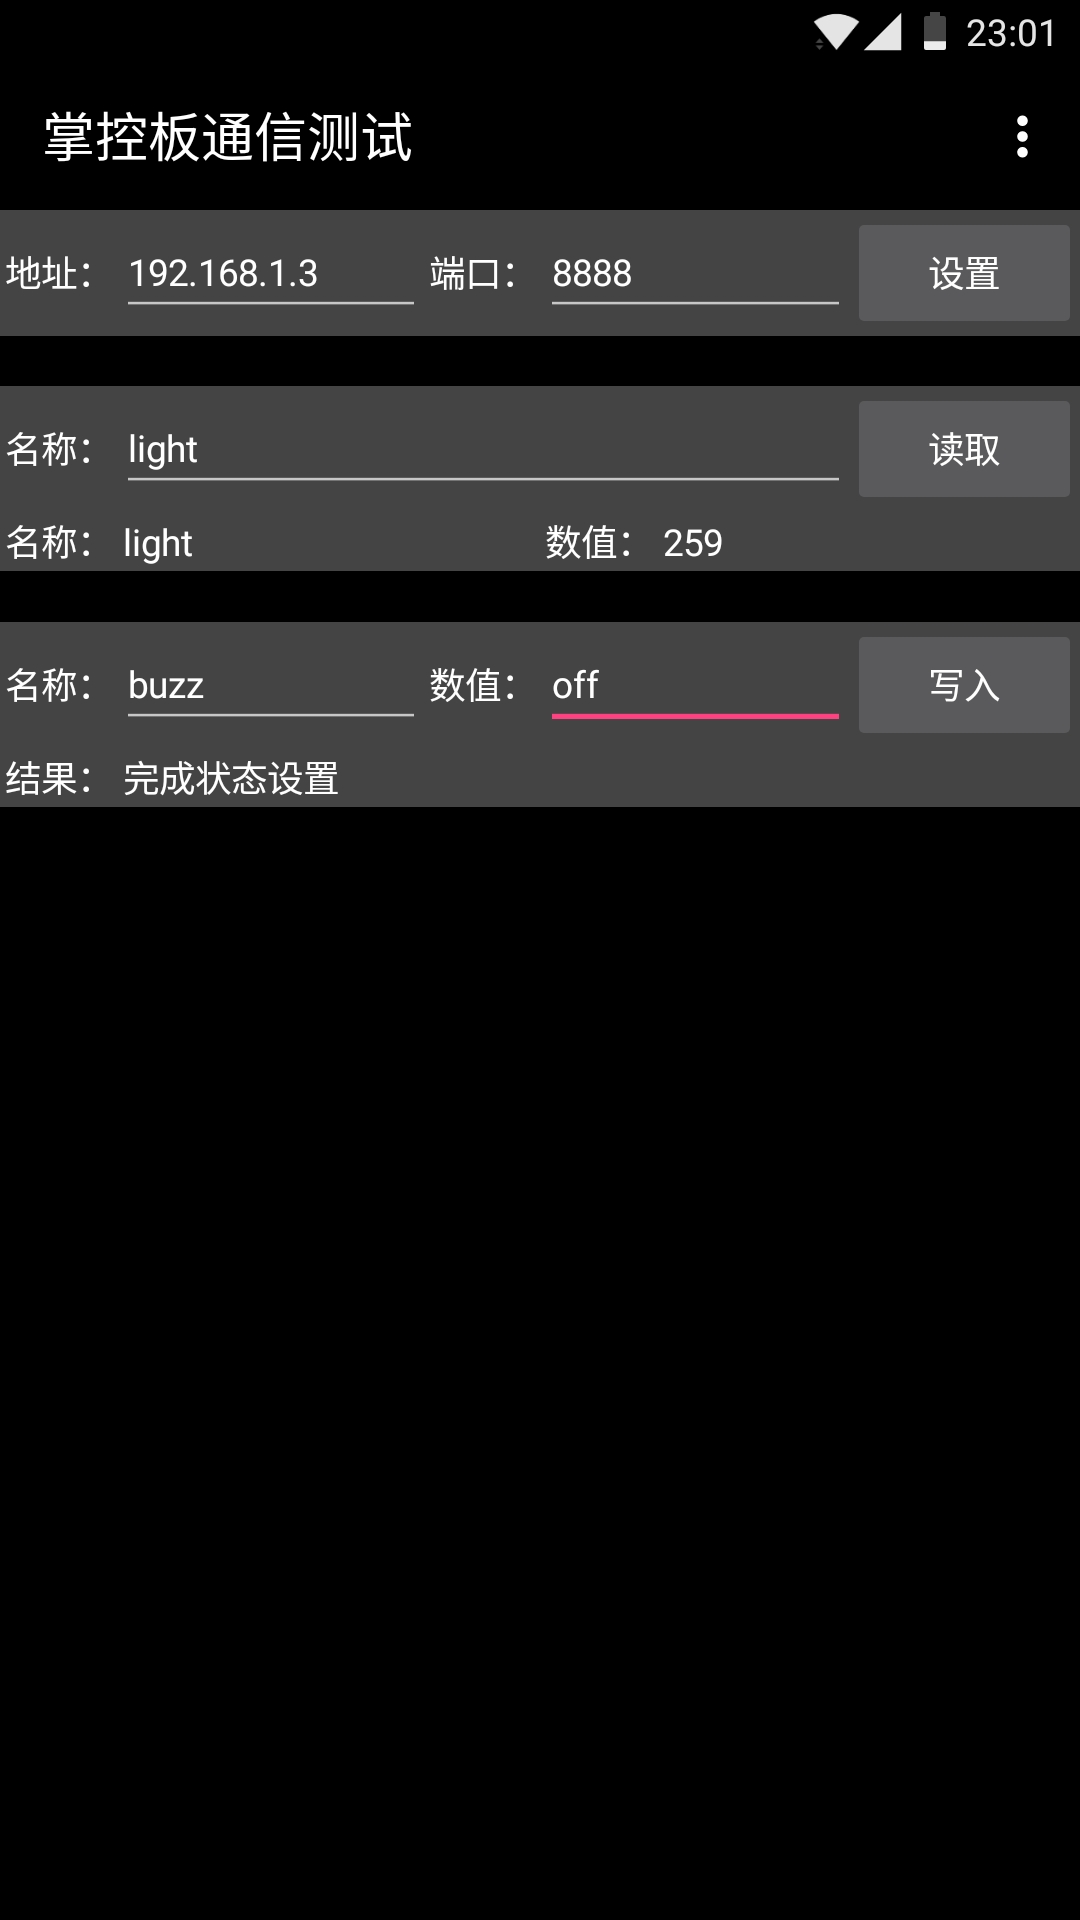 23:01
掌控板通信测试
地址： 192.168.1.3 端口： 8888 设置
名称： light 读取
名称： light 数值： 259
名称： buzz 数值： off 写入
结果： 完成状态设置